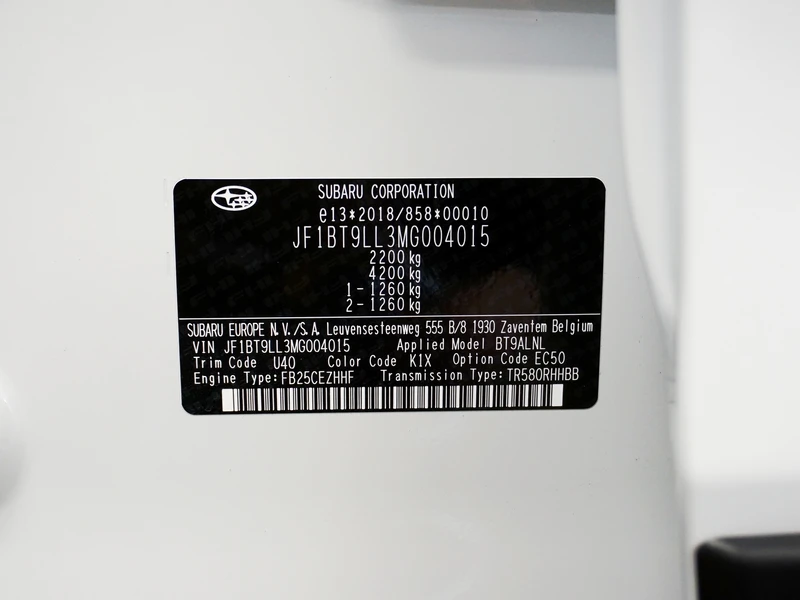 SUBARU CORPORATION
e13*2018/858*00010
JF1BT9LL3MG004015
2200 kg
4200 kg
1 - 1260 kg
2 - 1260 kg
SUBARU EUROPE N.V./S.A. Leuvensesteenweg 555 B/8 1930 Zaventem Belgium
VIN JF1BT9LL3MG004015 Applied Model BT9ALNL
Trim Code U40 Color Code K1X Option Code EC50
Engine Type:FB25CEZHHF Transmission Type:TR580RHHBB